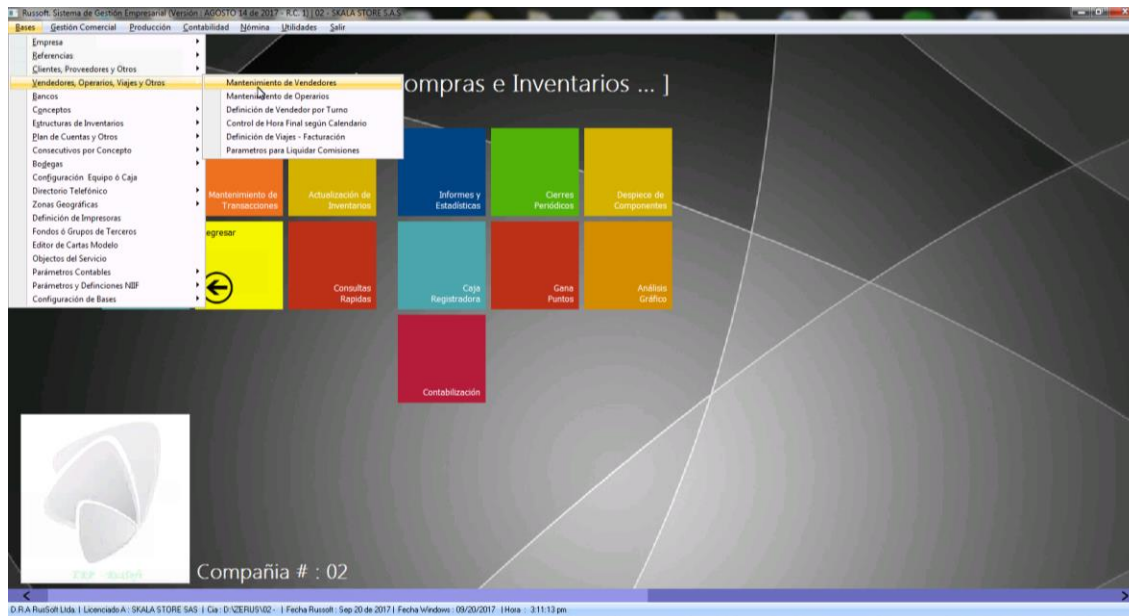 Russoft. Sistema de Gestión Empresarial (Versión : AGOSTO 14 de 2017 - R.C. 1) | 02 - SKALA STORE S.A.S
Bases Gestión Comercial Producción Contabilidad Nómina Utilidades Salir
Empresa
Referencias
Clientes, Proveedores y Otros
Vendedores, Operarios, Viajes y Otros
Bancos
Conceptos
Estructuras de Inventarios
Plan de Cuentas y Otros
Consecutivos por Concepto
Bodegas
Configuración Equipo ó Caja
Directorio Telefónico
Zonas Geográficas
Definición de Impresoras
Fondos ó Grupos de Terceros
Editor de Cartas Modelo
Objectos del Servicio
Parámetros Contables
Parámetros y Definciones NIIF
Configuración de Bases
Mantenimiento de Vendedores
Mantenimiento de Operarios
Definición de Vendedor por Turno
Control de Hora Final según Calendario
Definición de Viajes - Facturación
Parametros para Liquidar Comisiones
ompras e Inventarios ... ]
Mantenimiento de
Transacciones
Actualización de
Inventarios
Informes y
Estadísticas
Cierres
Periódicos
Despiece de
Componentes
egresar
Consultas
Rapidas
Caja
Registradora
Gana
Puntos
Análisis
Gráfico
Contabilización
Compañia # : 02
D.R.A RusSoft Ltda. | Licenciado A : SKALA STORE SAS | Cia : D:\ZERUS\02 - | Fecha Russoft : Sep 20 de 2017 | Fecha Windows : 09/20/2017 | Hora : 3:11:13 pm